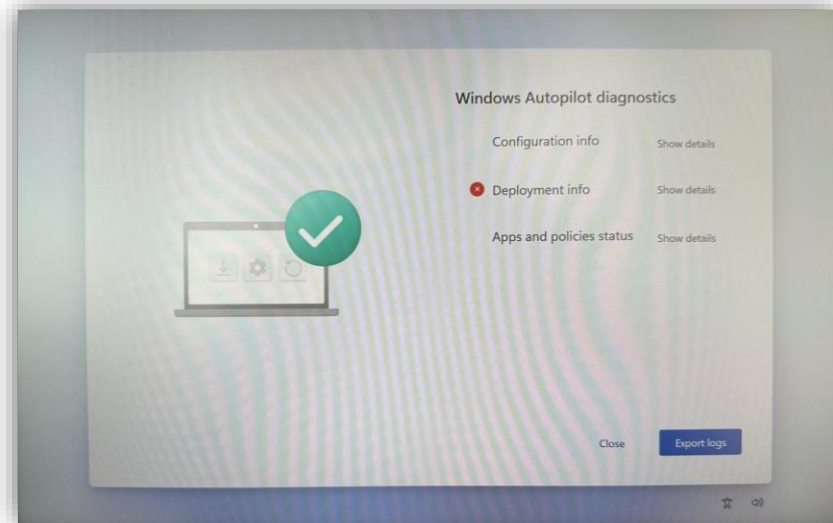 Windows Autopilot diagnostics
Configuration info Show details
Deployment info Show details
Apps and policies status Show details
Close Export logs